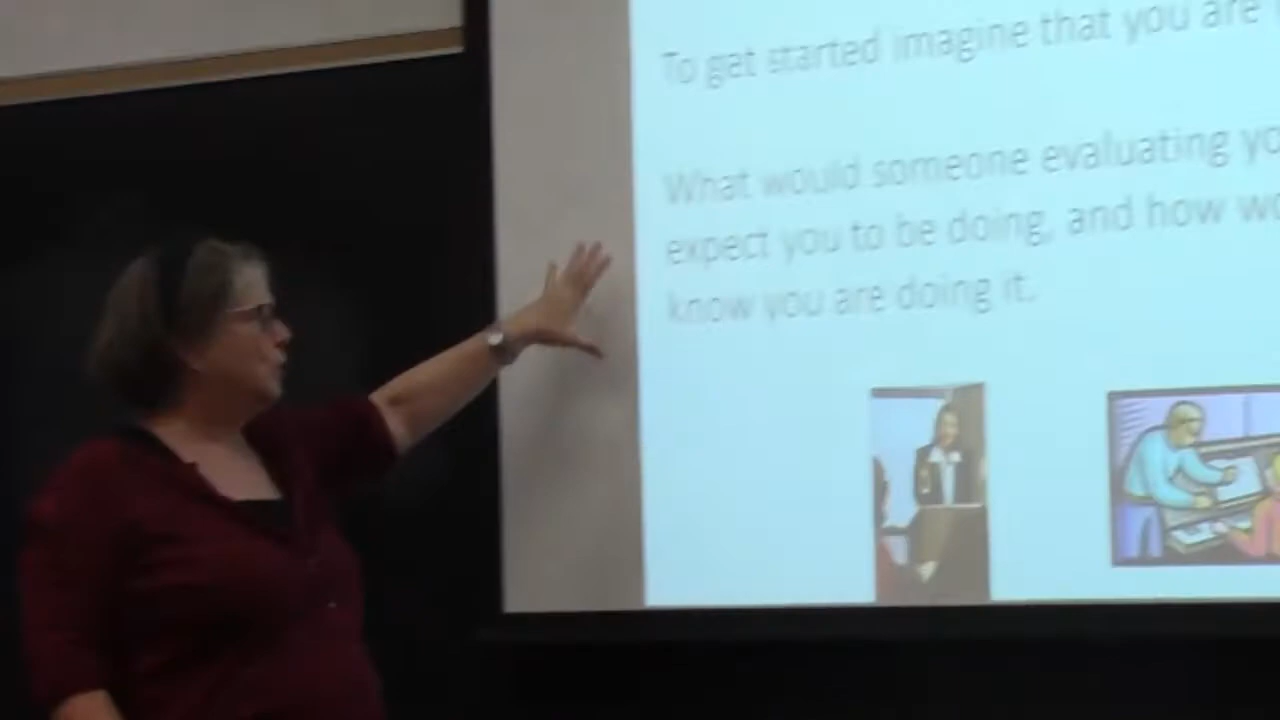 To get started imagine that you are
What would someone evaluating yo
expect you to be doing, and how wo
know you are doing it.